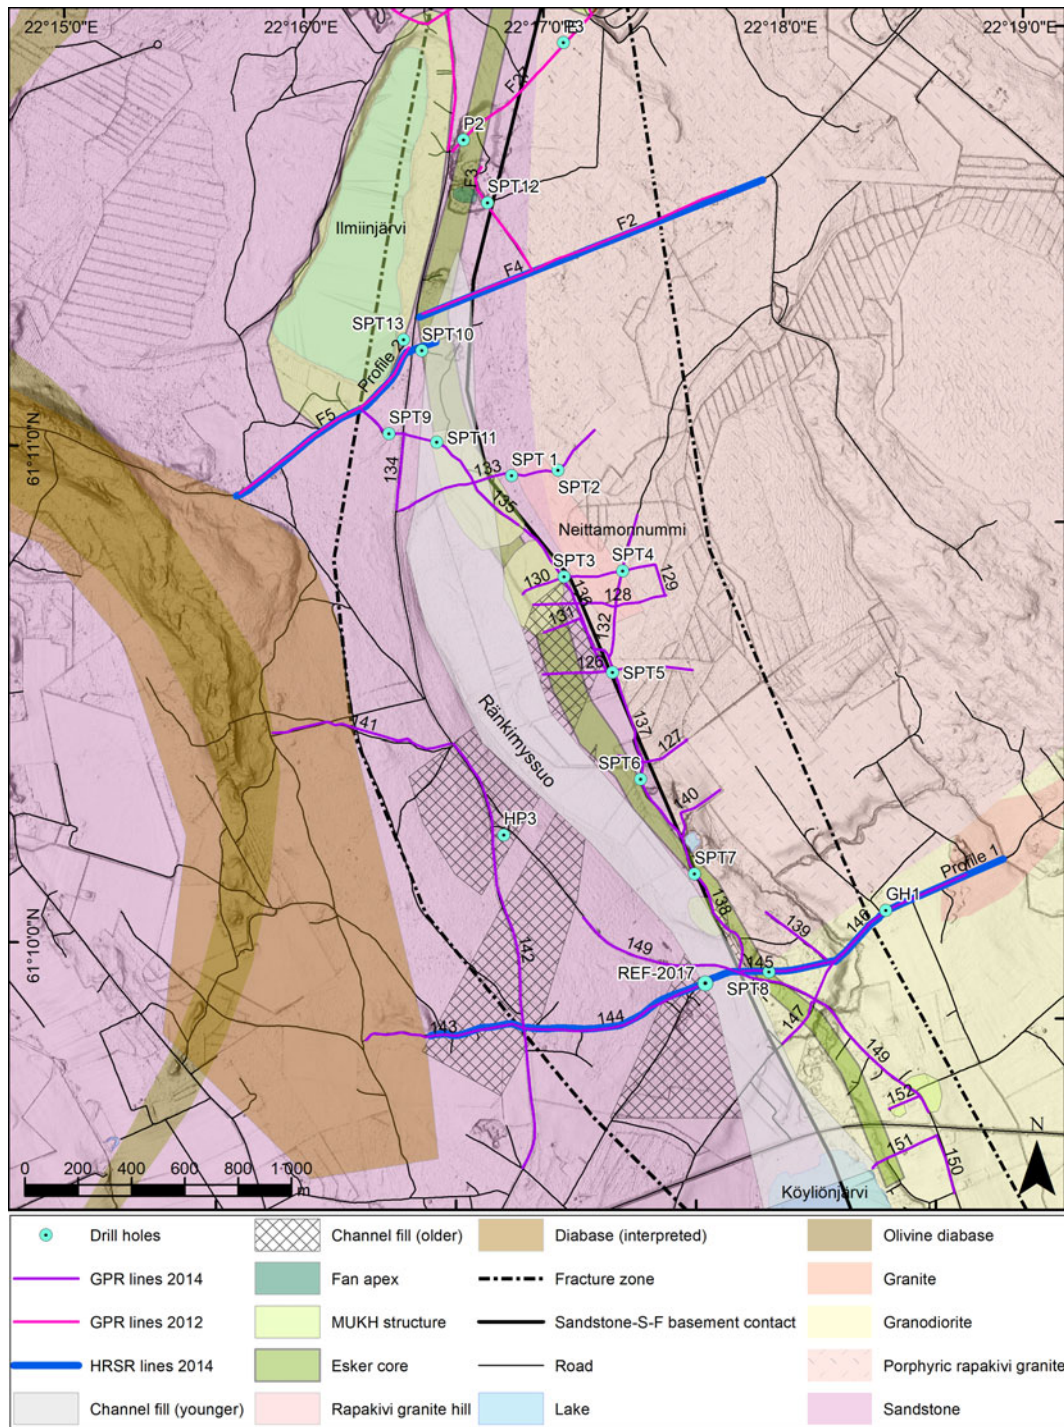 22°15'0"E
22°16'0"E
22°17'0"E
22°18'0"E
22°19'0"E
P3
F27
P2
F3
SPT12
Ilmiinjärvi
F2
F4
SPT13
SPT10
Profile 2
F5
SPT9
SPT11
61°11'0"N
134
133
SPT 1
SPT2
135
Neittamonnummi
SPT3
SPT4
130
129
136
128
131
132
126
SPT5
Ränkimyssuo
137
141
127
SPT6
140
HP3
SPT7
Profile 1
138
GH1
146
139
61°10'0"N
142
149
145
REF-2017
SPT8
144
143
147
149
152
151
150
N
0 200 400 600 800 1 000
m
Köyliönjärvi
Drill holes
Channel fill (older)
Diabase (interpreted)
Olivine diabase
GPR lines 2014
Fan apex
Fracture zone
Granite
GPR lines 2012
MUKH structure
Sandstone-S-F basement contact
Granodiorite
HRSR lines 2014
Esker core
Road
Porphyric rapakivi granite
Channel fill (younger)
Rapakivi granite hill
Lake
Sandstone